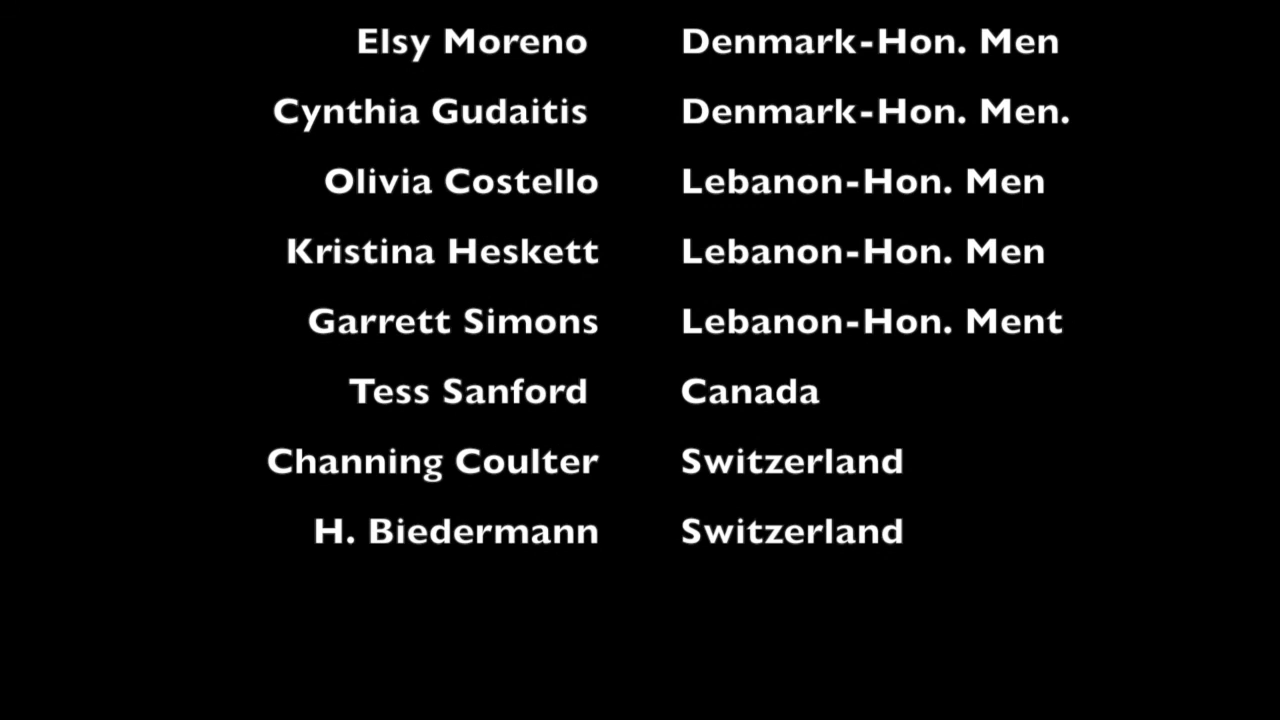 Elsy Moreno Denmark-Hon. Men
Cynthia Gudaitis Denmark-Hon. Men.
Olivia Costello Lebanon-Hon. Men
Kristina Heskett Lebanon-Hon. Men
Garrett Simons Lebanon-Hon. Ment
Tess Sanford Canada
Channing Coulter Switzerland
H. Biedermann Switzerland